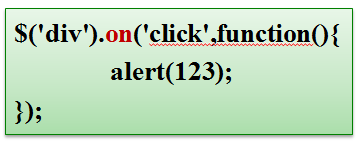 $('div').on('click',function(){
alert(123);
});